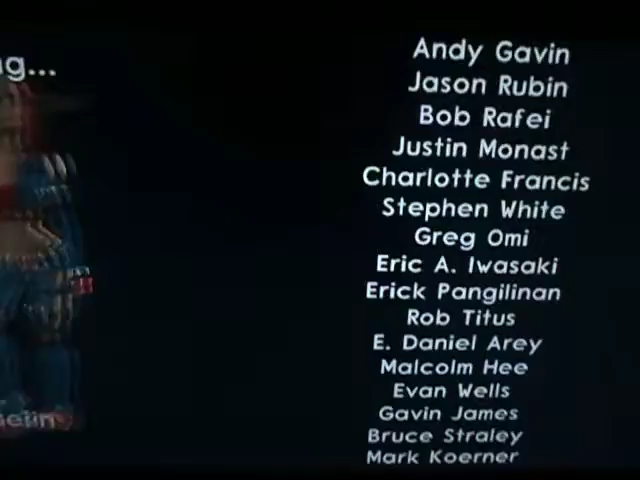 g...
Andy Gavin
Jason Rubin
Bob Rafei
Justin Monast
Charlotte Francis
Stephen White
Greg Omi
Eric A. Iwasaki
Erick Pangilinan
Rob Titus
E. Daniel Arey
Malcolm Hee
Evan Wells
Gavin James
Bruce Straley
Mark Koerner